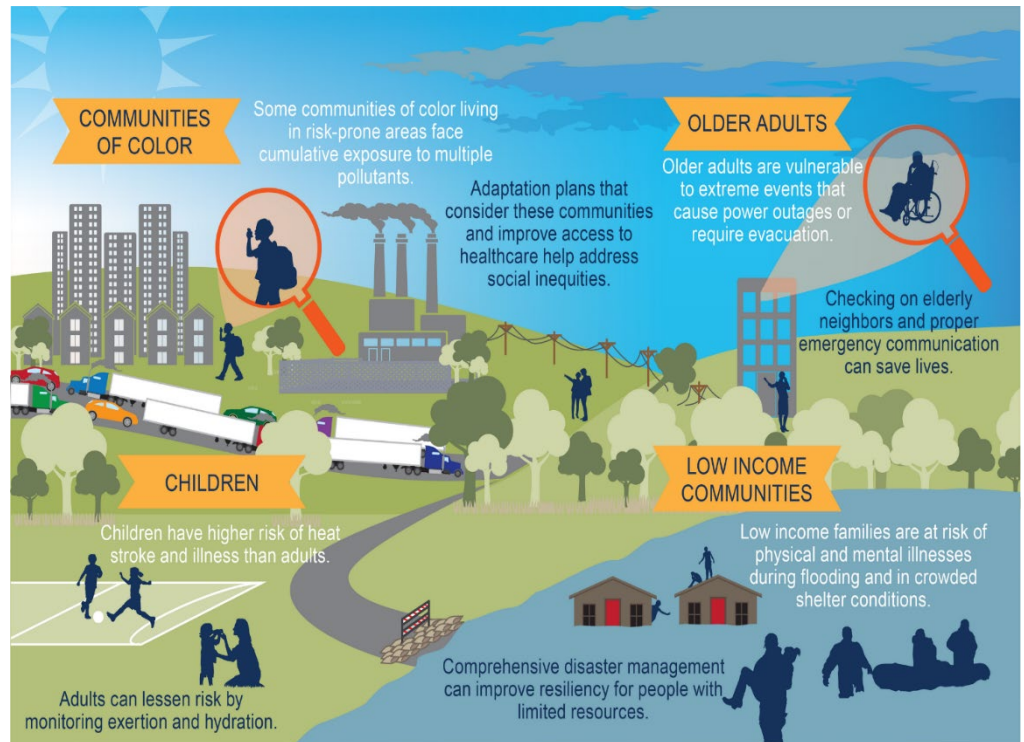 COMMUNITIES
OF COLOR
Some communities of color living
in risk-prone areas face
cumulative exposure to multiple
pollutants.
Adaptation plans that
consider these communities
and improve access to
healthcare help address
social inequities.
OLDER ADULTS
Older adults are vulnerable
to extreme events that
cause power outages or
require evacuation.
Checking on elderly
neighbors and proper
emergency communication
can save lives.
CHILDREN
Children have higher risk of heat
stroke and illness than adults.
Adults can lessen risk by
monitoring exertion and hydration.
LOW INCOME
COMMUNITIES
Low income families are at risk of
physical and mental illnesses
during flooding and in crowded
shelter conditions.
Comprehensive disaster management
can improve resiliency for people with
limited resources.